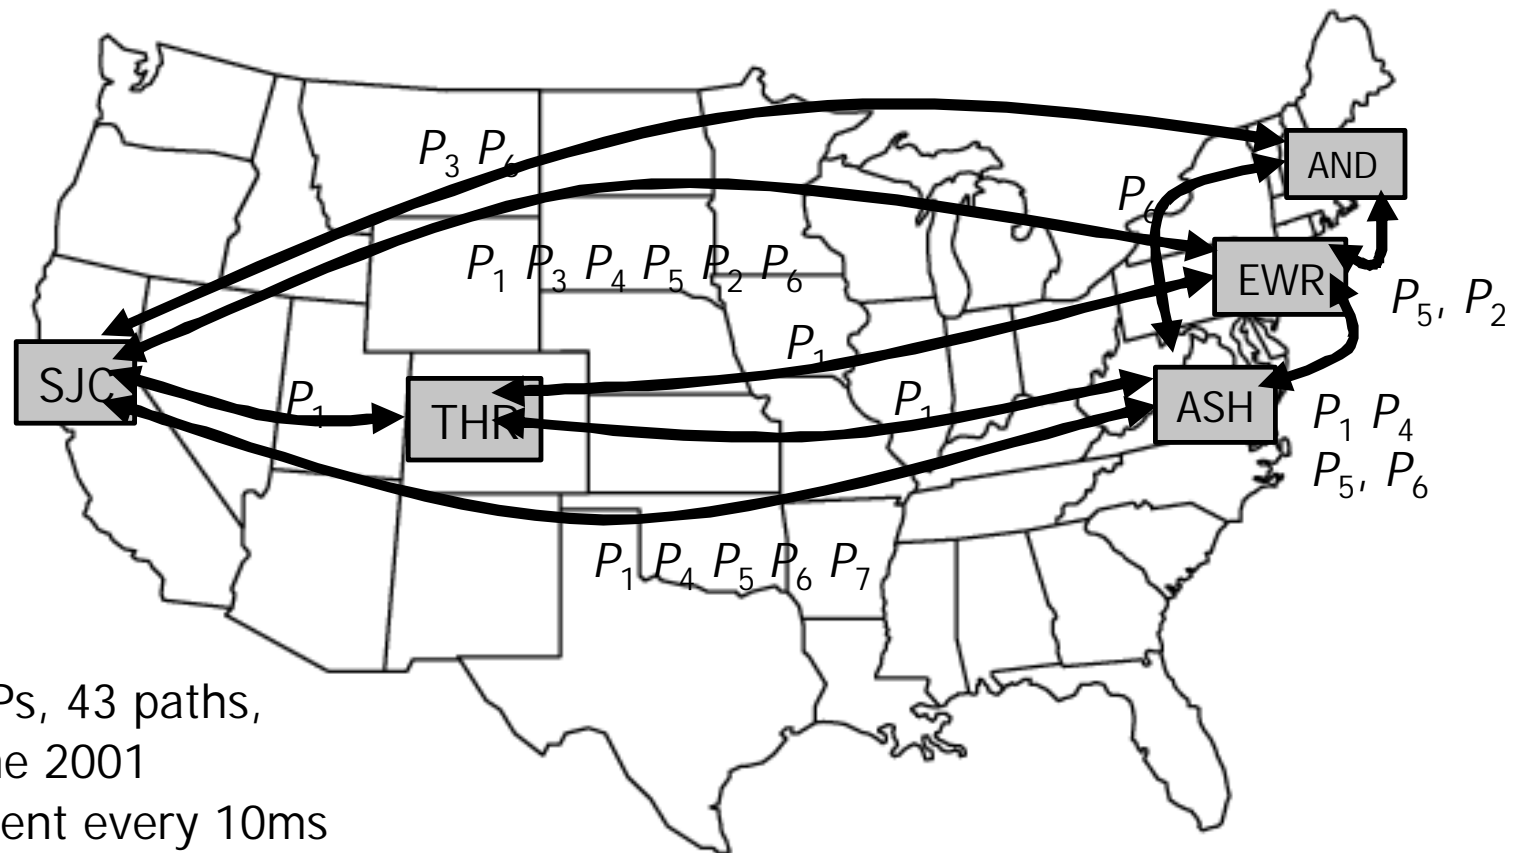 P3 P6
AND
P6
P1 P3 P4 P5 P2 P6
EWR
P5, P2
P1
SJC
P1
THR
P1
ASH
P1 P4
P5, P6
P1 P4 P5 P6 P7
Ps, 43 paths,
2001
every 10ms